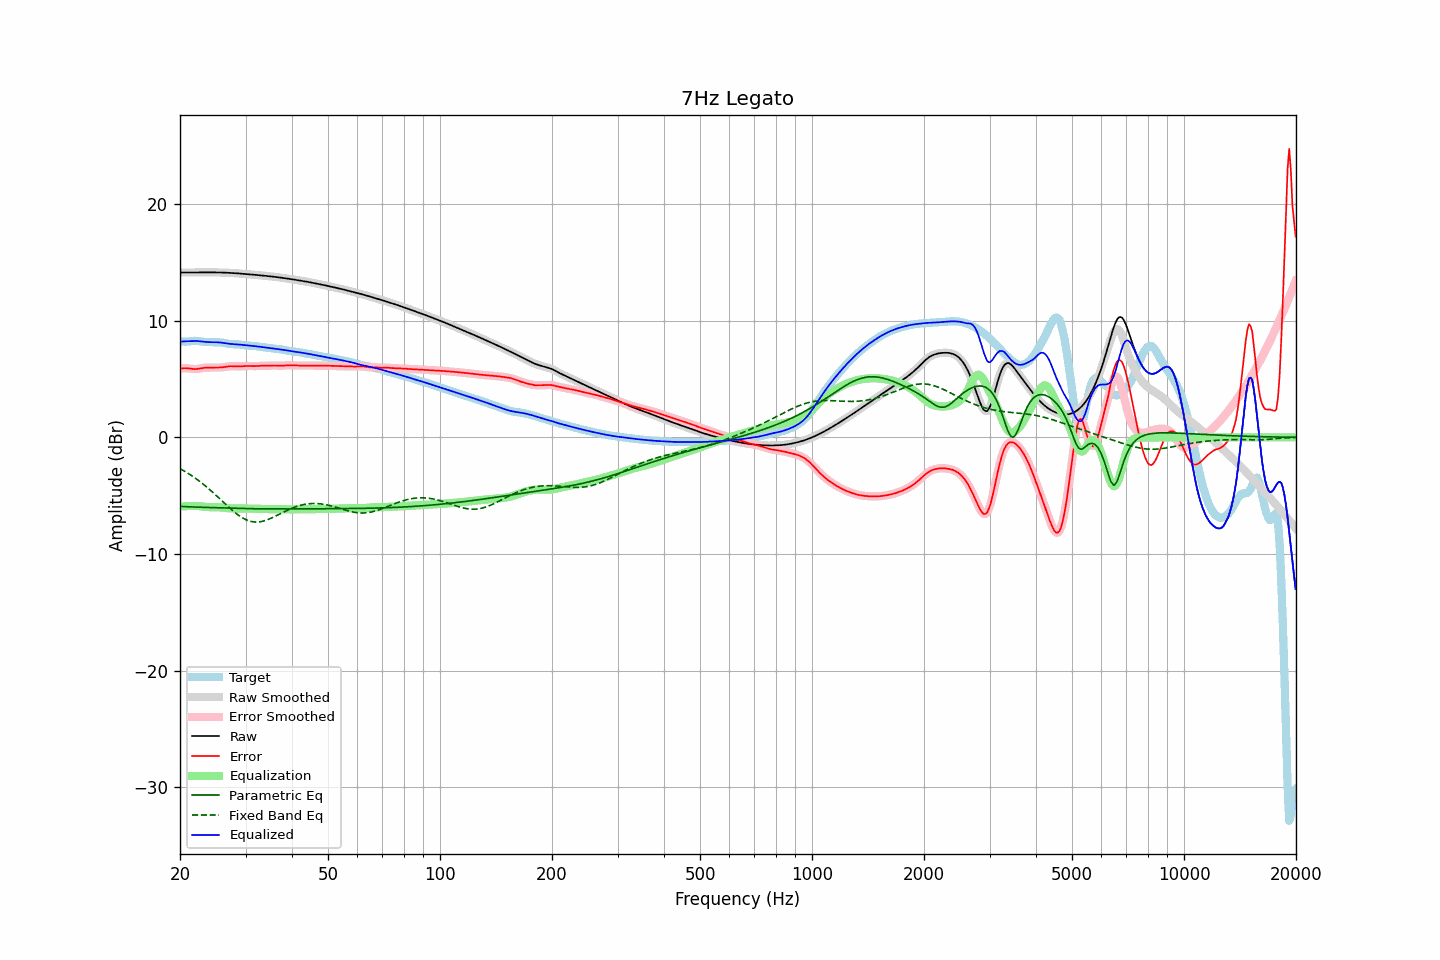 7Hz Legato
Amplitude (dBr)
20
10
0
−10
−20
−30
Target
Raw Smoothed
Error Smoothed
Raw
Error
Equalization
Parametric Eq
Fixed Band Eq
Equalized
20 50 100 200 500 1000 2000 5000 10000 20000
Frequency (Hz)